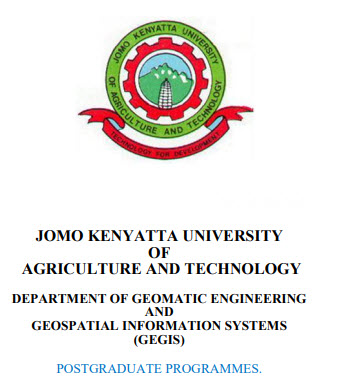 JOMO KENYATTA UNIVERSITY
OF AGRICULTURE AND TECHNOLOGY
TECHNOLOGY FOR DEVELOPMENT
JOMO KENYATTA UNIVERSITY
OF
AGRICULTURE AND TECHNOLOGY
DEPARTMENT OF GEOMATIC ENGINEERING
AND
GEOSPATIAL INFORMATION SYSTEMS
(GEGIS)
POSTGRADUATE PROGRAMMES.